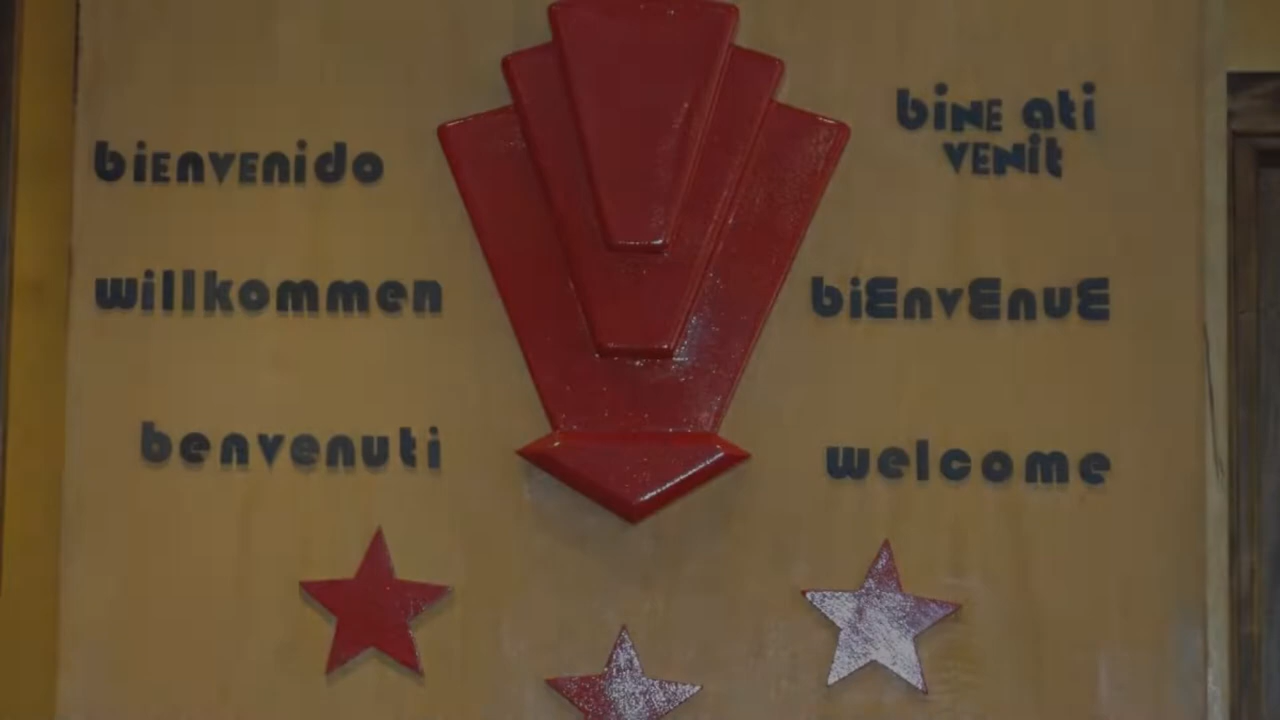 bienvenido
willkommen
benvenuti
bine ati
venit
bienvenue
welcome